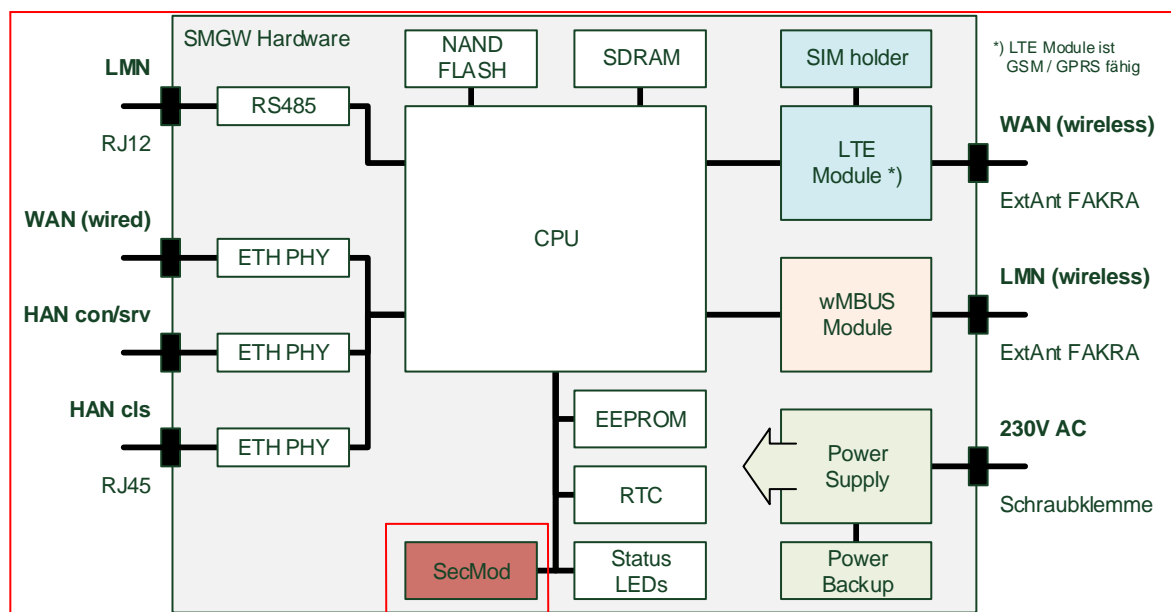 SMGW Hardware
NAND
FLASH
SDRAM
SIM holder
*) LTE Module ist
GSM / GPRS fähig
LMN
RS485
RJ12
LTE
Module *)
WAN (wireless)
ExtAnt FAKRA
CPU
WAN (wired)
ETH PHY
HAN con/srv
ETH PHY
HAN cls
ETH PHY
RJ45
wMBUS
Module
LMN (wireless)
ExtAnt FAKRA
EEPROM
RTC
SecMod
Status
LEDs
Power
Supply
230V AC
Schraubklemme
Power
Backup